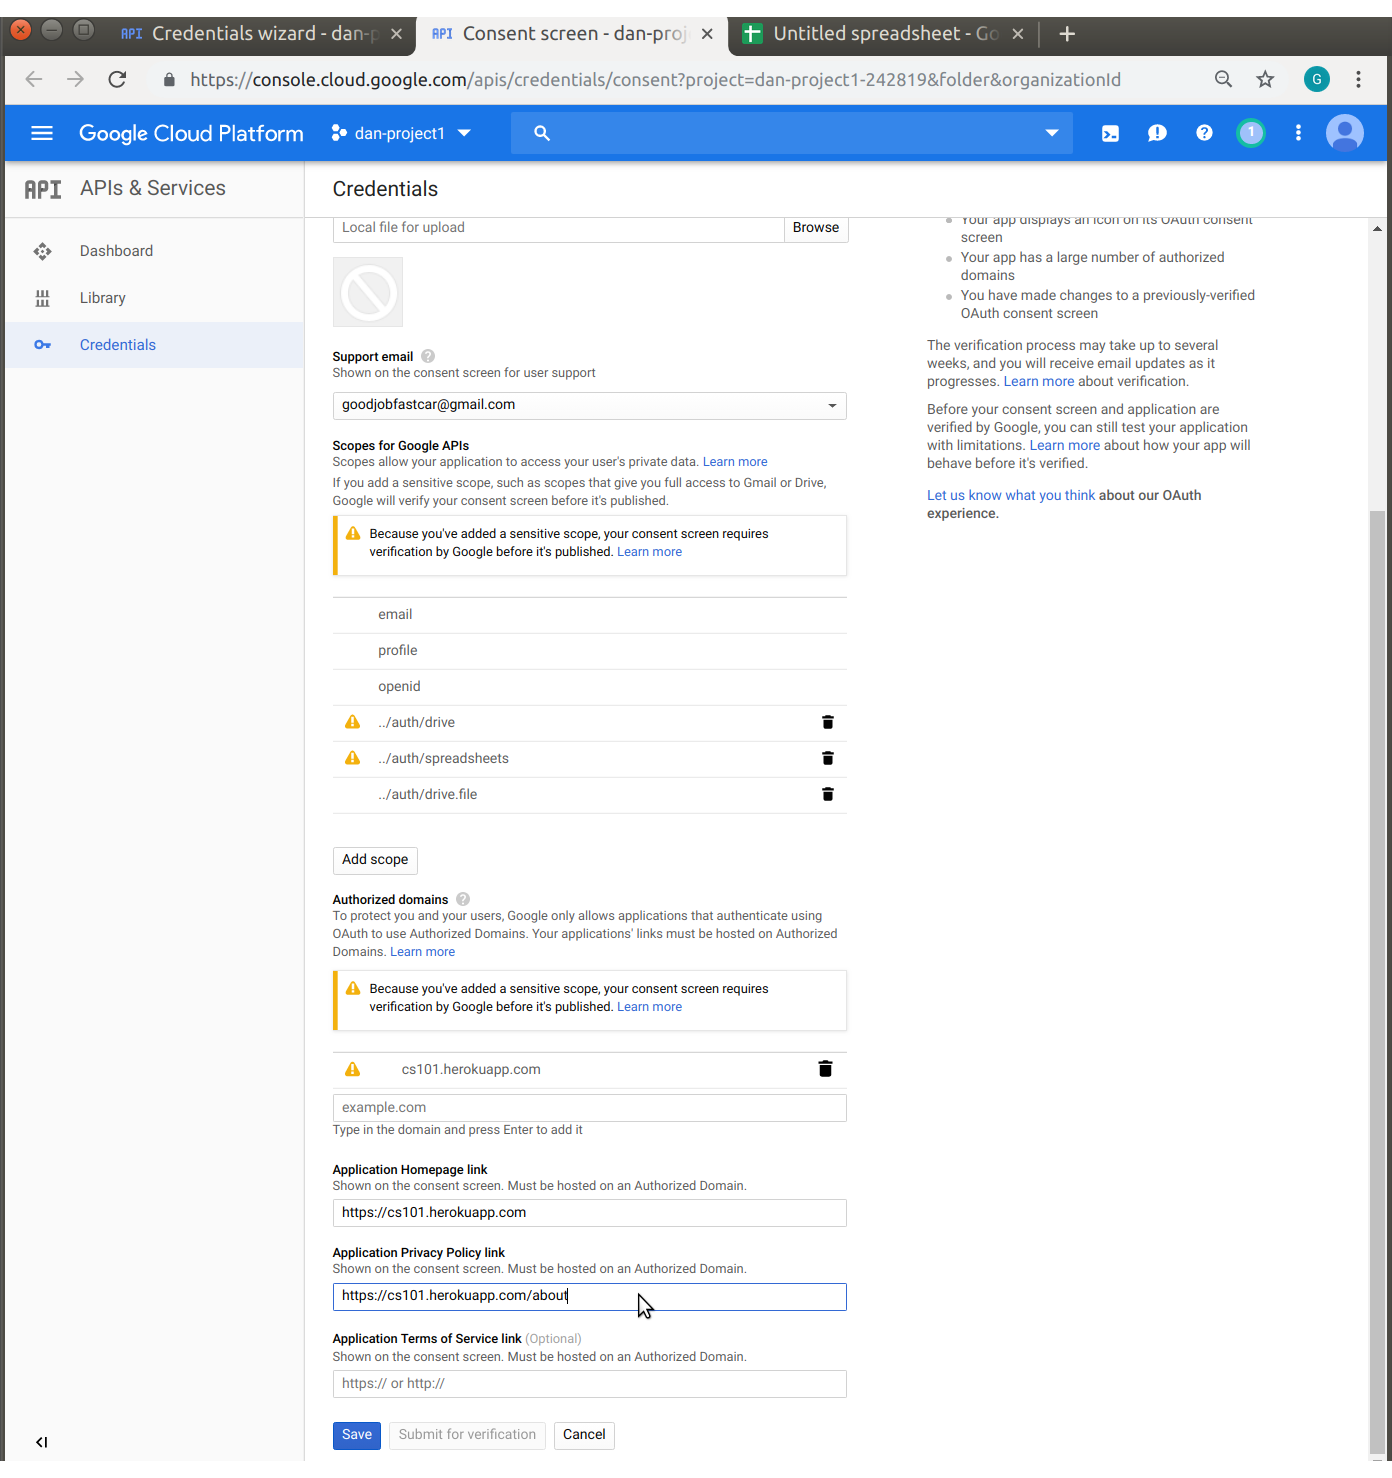 API Credentials wizard - dan-p
API Consent screen - dan-proj
Untitled spreadsheet - Go
https://console.cloud.google.com/apis/credentials/consent?project=dan-project1-242819&folder&organizationId
G
Google Cloud Platform
dan-project1
1
API APIs & Services
Credentials
Dashboard
Library
Credentials
Local file for upload
Browse
Support email
Shown on the consent screen for user support
goodjobfastcar@gmail.com
Scopes for Google APIs
Scopes allow your application to access your user's private data. Learn more
If you add a sensitive scope, such as scopes that give you full access to Gmail or Drive,
Google will verify your consent screen before it's published.
Because you've added a sensitive scope, your consent screen requires
verification by Google before it's published. Learn more
email
profile
openid
../auth/drive
../auth/spreadsheets
../auth/drive.file
Add scope
Authorized domains
To protect you and your users, Google only allows applications that authenticate using
OAuth to use Authorized Domains. Your applications' links must be hosted on Authorized
Domains. Learn more
Because you've added a sensitive scope, your consent screen requires
verification by Google before it's published. Learn more
cs101.herokuapp.com
example.com
Type in the domain and press Enter to add it
Application Homepage link
Shown on the consent screen. Must be hosted on an Authorized Domain.
https://cs101.herokuapp.com
Application Privacy Policy link
Shown on the consent screen. Must be hosted on an Authorized Domain.
https://cs101.herokuapp.com/about
Application Terms of Service link (Optional)
Shown on the consent screen. Must be hosted on an Authorized Domain.
https:// or http://
Save
Submit for verification
Cancel
Your app displays an icon on its OAuth consent
screen
Your app has a large number of authorized
domains
You have made changes to a previously-verified
OAuth consent screen
The verification process may take up to several
weeks, and you will receive email updates as it
progresses. Learn more about verification.
Before your consent screen and application are
verified by Google, you can still test your application
with limitations. Learn more about how your app will
behave before it's verified.
Let us know what you think about our OAuth
experience.